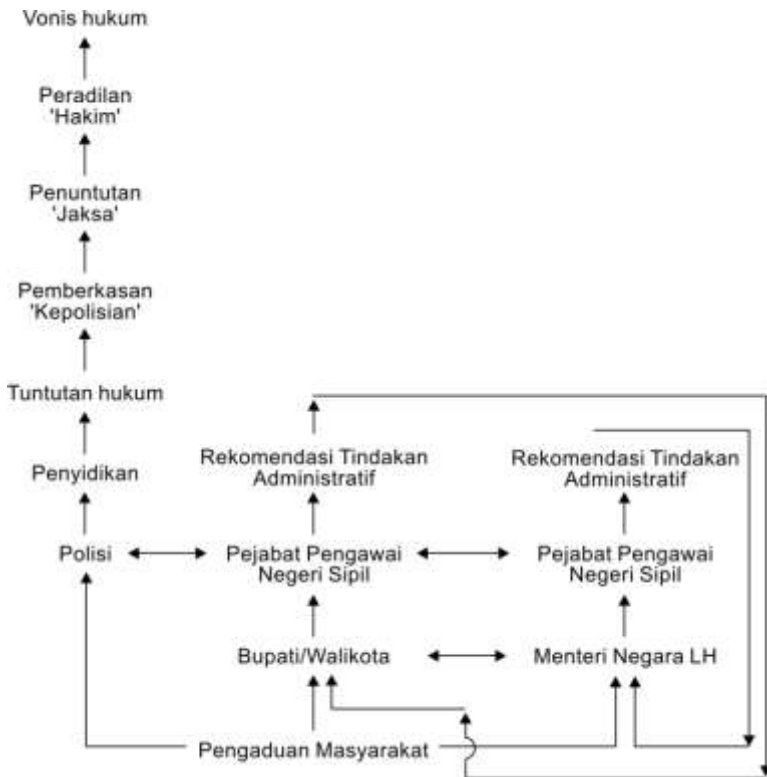 Vonis hukum
Peradilan
'Hakim'
Penuntutan
'Jaksa'
Pemberkasan
'Kepolisian'
Tuntutan hukum
Penyidikan
Rekomendasi Tindakan
Administratif
Rekomendasi Tindakan
Administratif
Polisi
Pejabat Pengawai
Negeri Sipil
Pejabat Pengawai
Negeri Sipil
Bupati/Walikota
Menteri Negara LH
Pengaduan Masyarakat